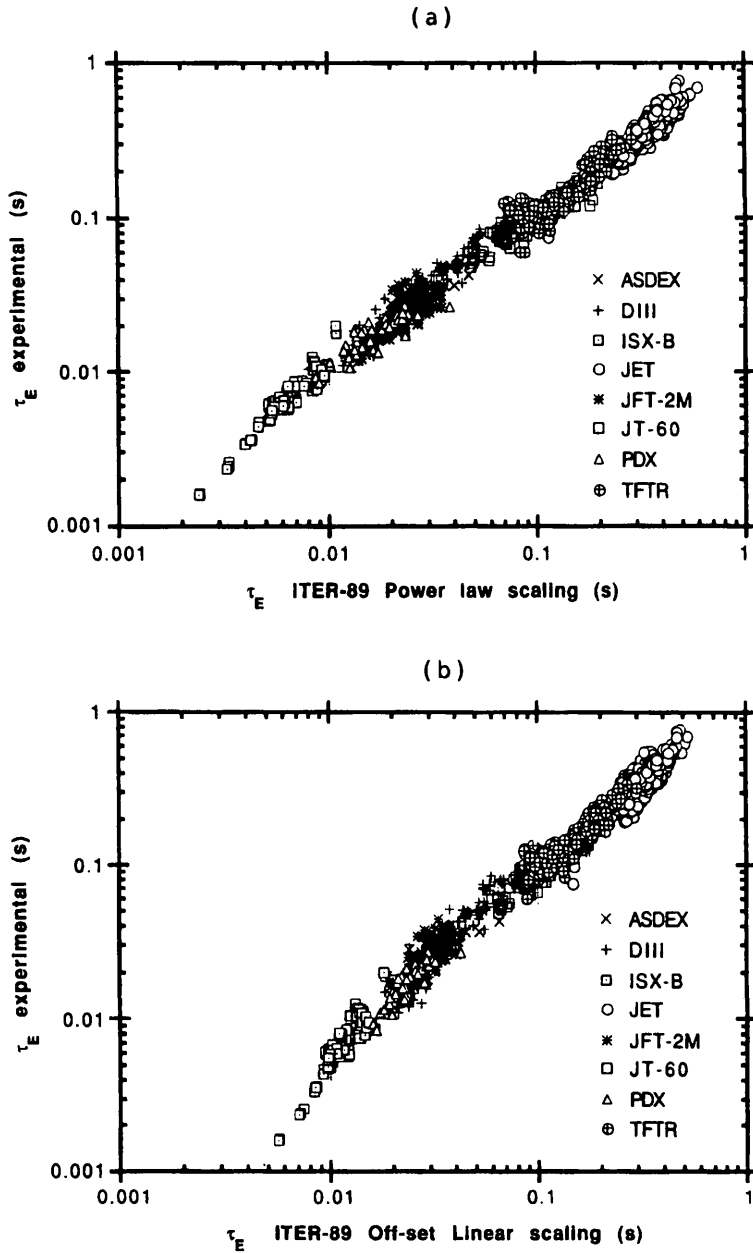 (a)
1
0.1
0.01
0.001
τE experimental (s)
× ASDEX
+ DIII
ISX-B
JET
JFT-2M
JT-60
PDX
TFTR
0.001 0.01 0.1 1
τE ITER-89 Power law scaling (s)
(b)
1
0.1
0.01
0.001
τE experimental (s)
× ASDEX
+ DIII
ISX-B
JET
JFT-2M
JT-60
PDX
TFTR
0.001 0.01 0.1 1
τE ITER-89 Off-set Linear scaling (s)